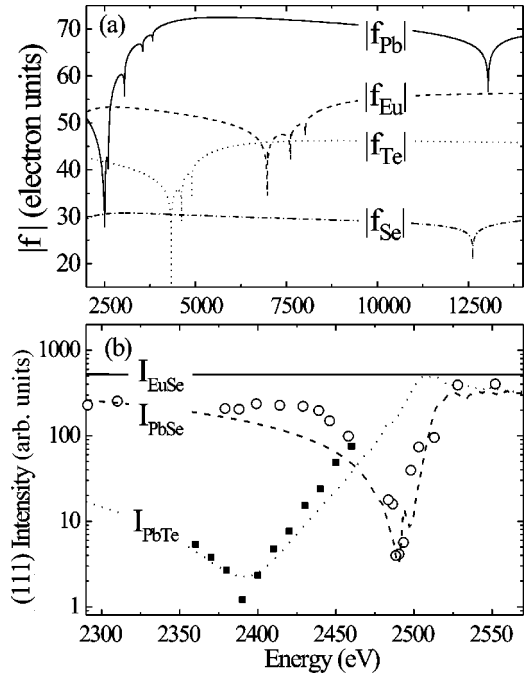 (a)
70
60
50
40
30
20
|f| (electron units)
|f_Pb|
|f_Eu|
|f_Te|
|f_Se|
2500 5000 7500 10000 12500
(b)
1000
100
10
1
(111) Intensity (arb. units)
I_EuSe
I_PbSe
I_PbTe
2300 2350 2400 2450 2500 2550
Energy (eV)